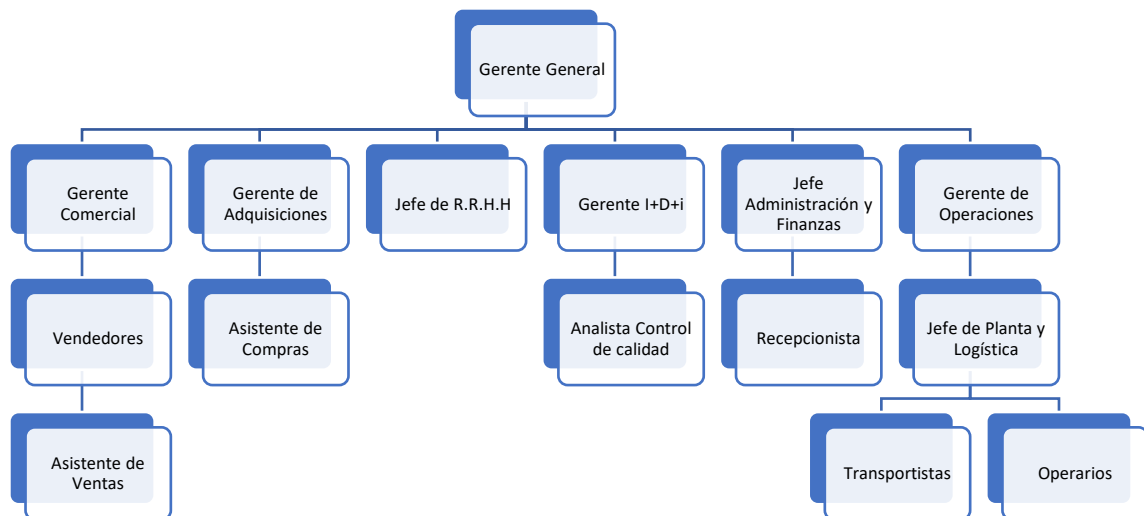 Gerente General
Gerente
Comercial
Gerente de
Adquisiciones
Jefe de R.R.H.H
Gerente I+D+i
Jefe
Administración y
Finanzas
Gerente de
Operaciones
Vendedores
Asistente de
Compras
Analista Control
de calidad
Recepcionista
Jefe de Planta y
Logística
Asistente de
Ventas
Transportistas
Operarios